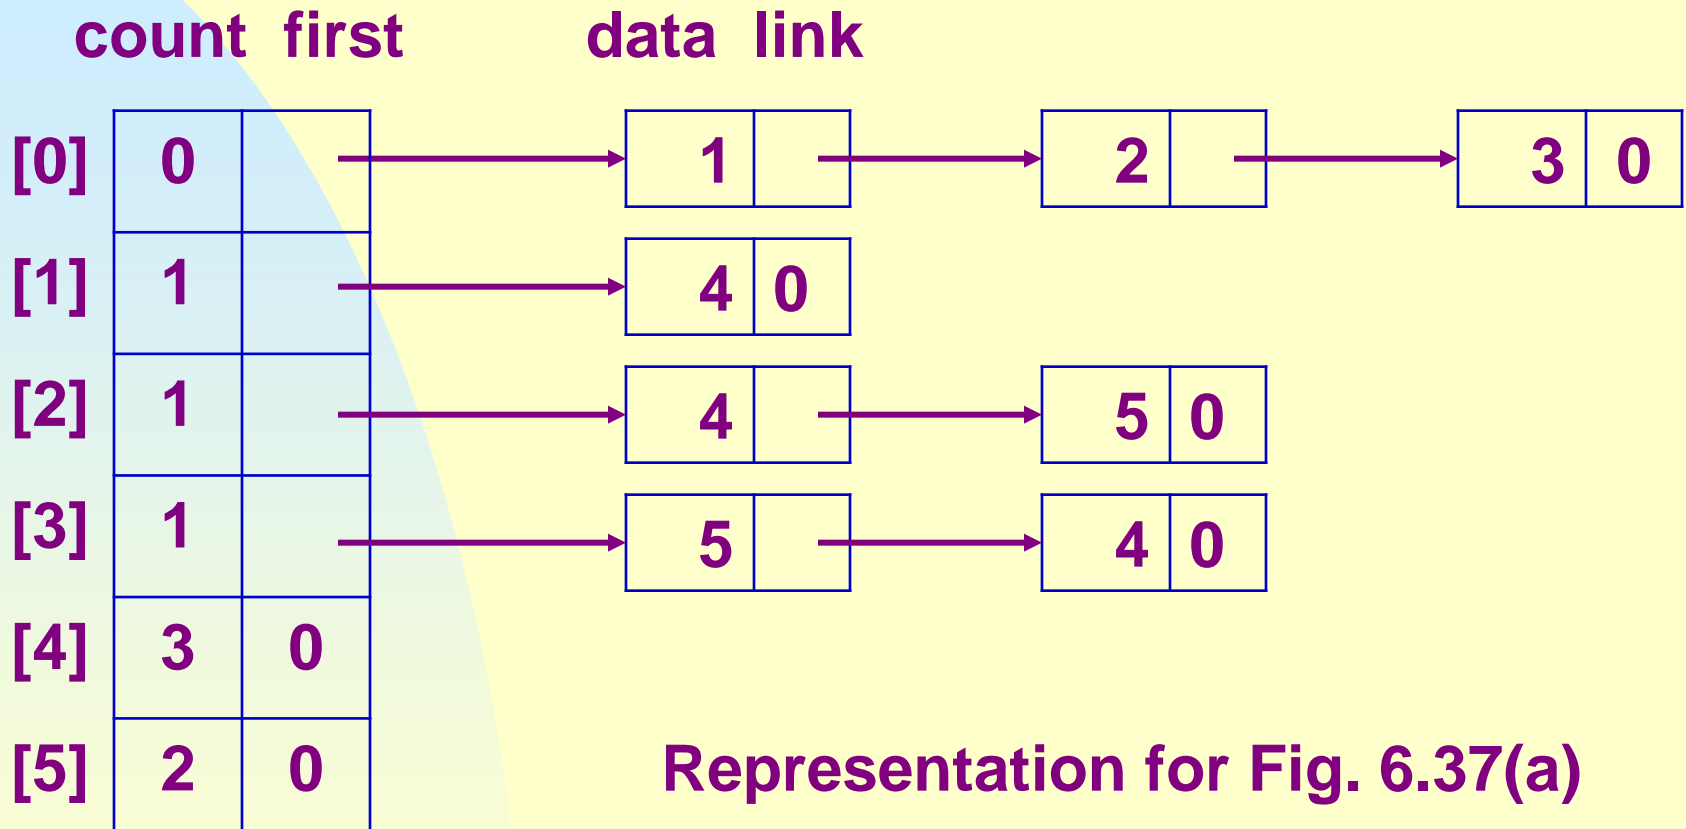 count first data link
[0] 0 1 2 3 0
[1] 1 4 0
[2] 1 4 5 0
[3] 1 5 4 0
[4] 3 0
[5] 2 0 Representation for Fig. 6.37(a)